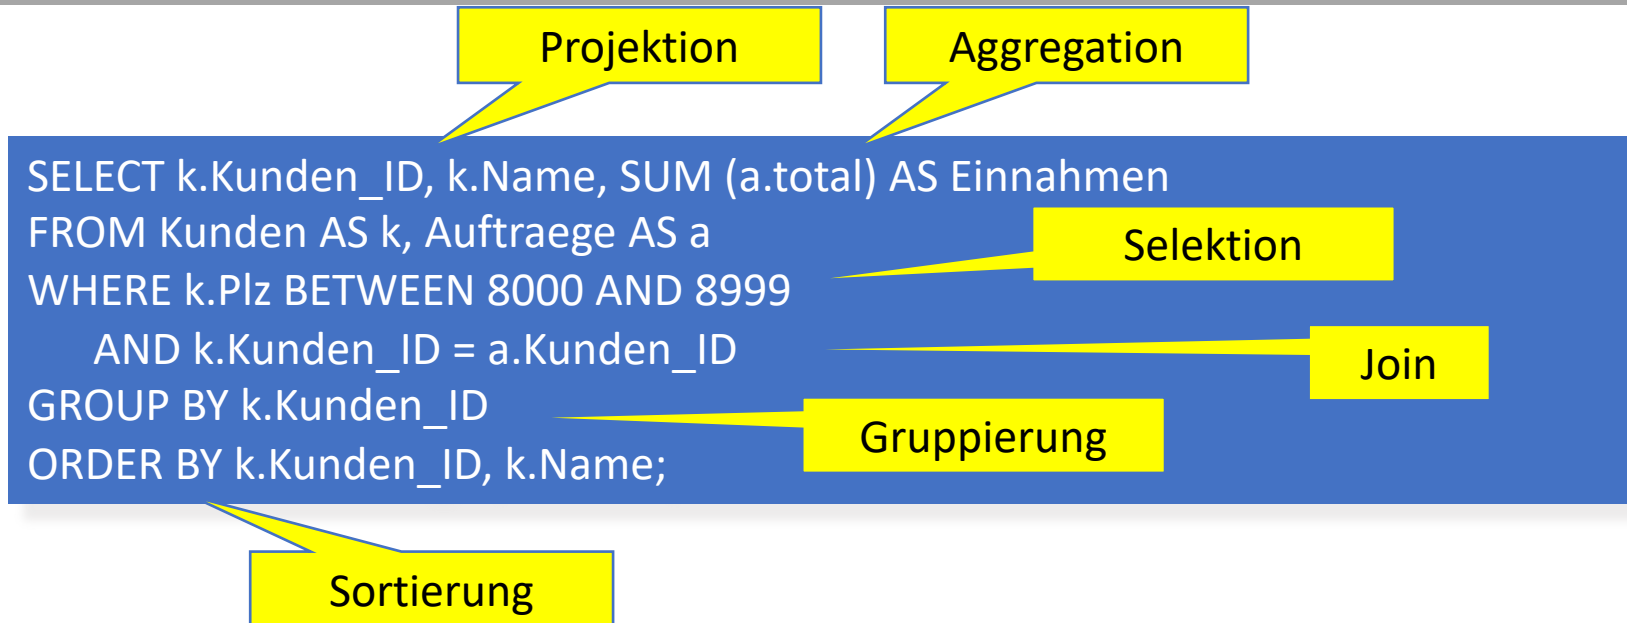 Projektion
Aggregation
SELECT k.Kunden_ID, k.Name, SUM (a.total) AS Einnahmen
FROM Kunden AS k, Auftraege AS a
Selektion
WHERE k.Plz BETWEEN 8000 AND 8999
AND k.Kunden_ID = a.Kunden_ID
Join
GROUP BY k.Kunden_ID
Gruppierung
ORDER BY k.Kunden_ID, k.Name;
Sortierung